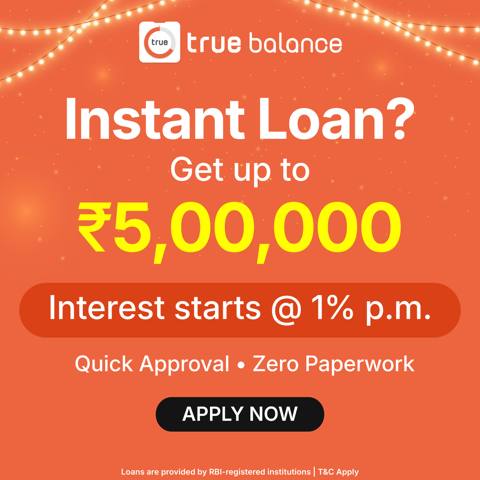 true true balance
Instant Loan?
Get up to
₹5,00,000
Interest starts @ 1% p.m.
Quick Approval • Zero Paperwork
APPLY NOW
Loans are provided by RBI-registered institutions | T&C Apply